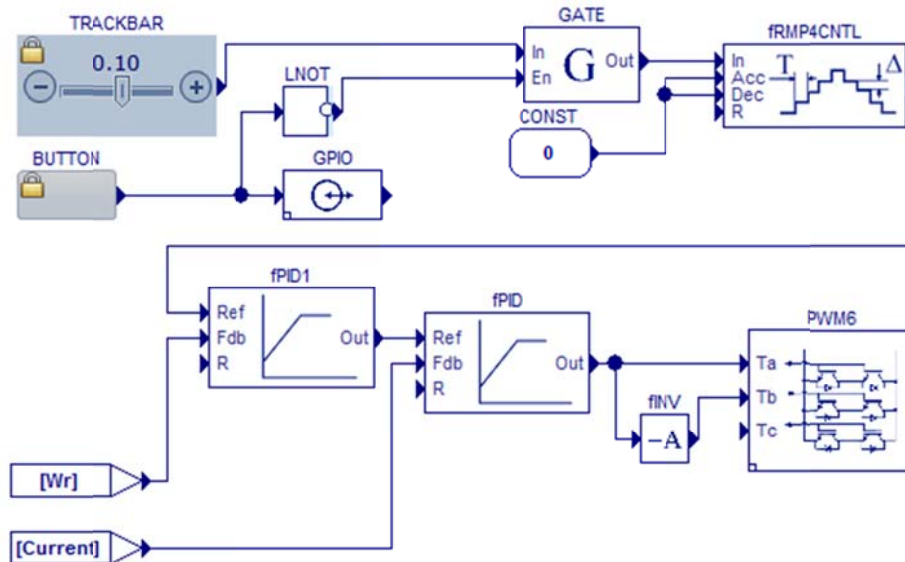 TRACKBAR
0.10
BUTTON
LNOT
GPIO
GATE
In
En
Out
G
CONST
0
fRMP4CNTL
In
Acc
Dec
R
T
Δ
fPID1
Ref
Fdb
R
Out
fPID
Ref
Fdb
R
Out
fINV
-A
PWM6
Ta
Tb
Tc
[Wr]
[Current]